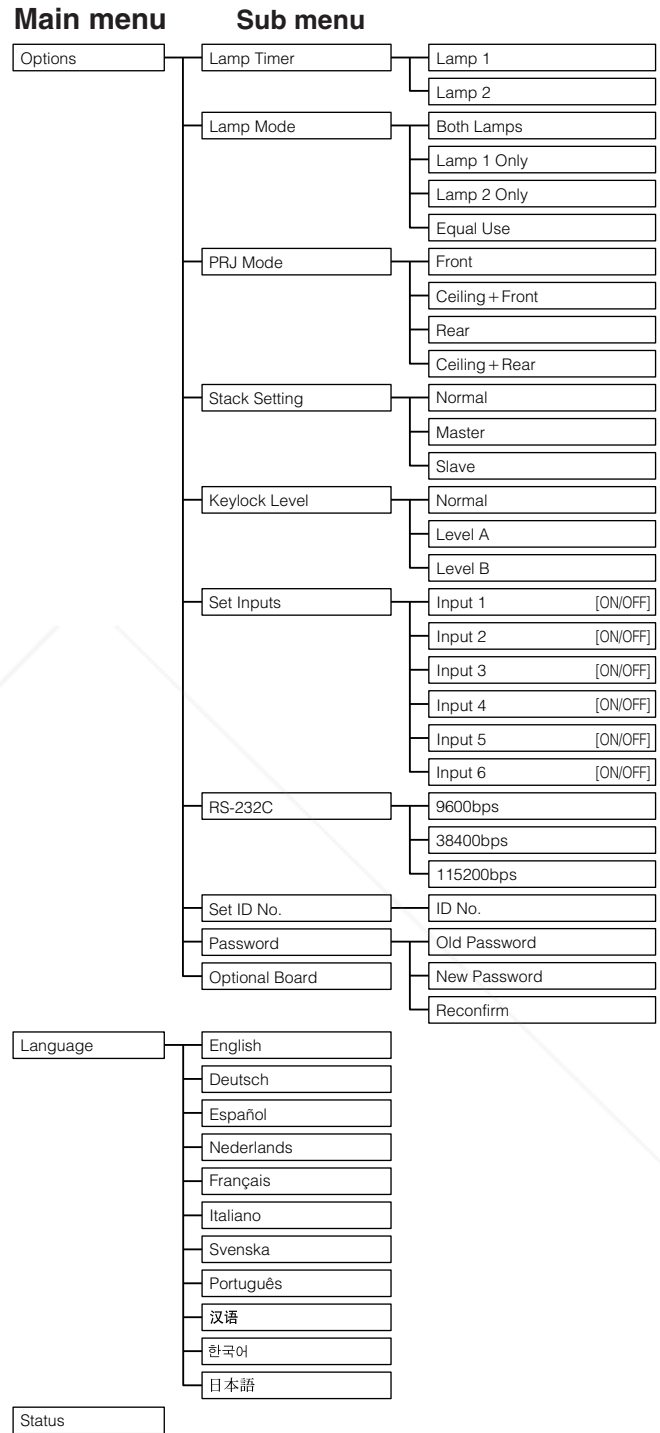 Main menu Sub menu
Options Lamp Timer Lamp 1
Lamp 2
Lamp Mode Both Lamps
Lamp 1 Only
Lamp 2 Only
Equal Use
PRJ Mode Front
Ceiling+Front
Rear
Ceiling+Rear
Stack Setting Normal
Master
Slave
Keylock Level Normal
Level A
Level B
Set Inputs Input 1 [ON/OFF]
Input 2 [ON/OFF]
Input 3 [ON/OFF]
Input 4 [ON/OFF]
Input 5 [ON/OFF]
Input 6 [ON/OFF]
RS-232C 9600bps
38400bps
115200bps
Set ID No. ID No.
Password Old Password
Optional Board New Password
Reconfirm
Language English
Deutsch
Español
Nederlands
Français
Italiano
Svenska
Português
汉语
한국어
日本語
Status